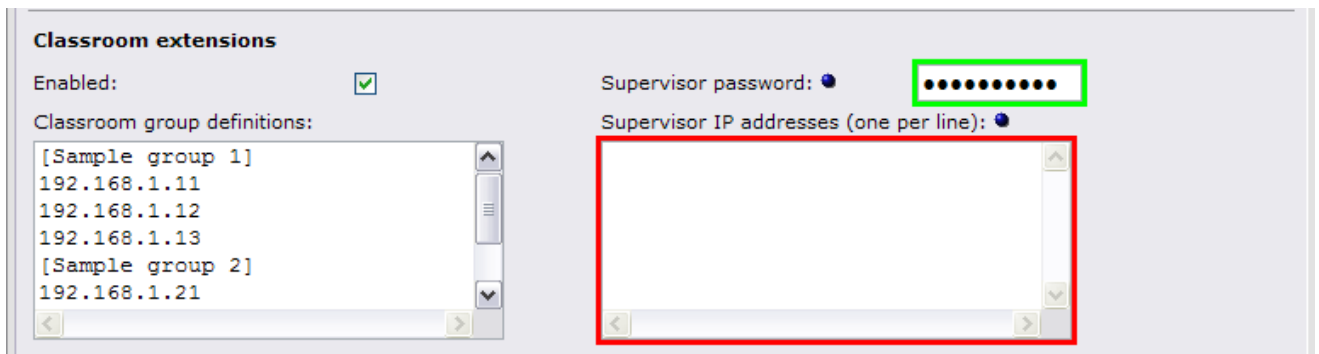 Classroom extensions
Enabled:
Supervisor password:
••••••••••
Classroom group definitions:
Supervisor IP addresses (one per line):
[Sample group 1]
192.168.1.11
192.168.1.12
192.168.1.13
[Sample group 2]
192.168.1.21